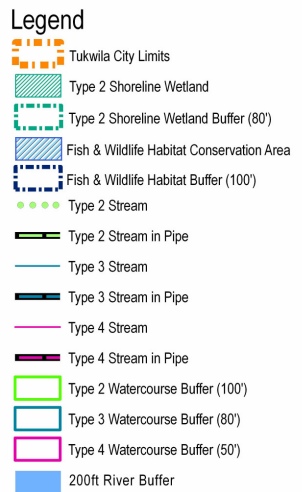 Legend
Tukwila City Limits
Type 2 Shoreline Wetland
Type 2 Shoreline Wetland Buffer (80')
Fish & Wildlife Habitat Conservation Area
Fish & Wildlife Habitat Buffer (100')
Type 2 Stream
Type 2 Stream in Pipe
Type 3 Stream
Type 3 Stream in Pipe
Type 4 Stream
Type 4 Stream in Pipe
Type 2 Watercourse Buffer (100')
Type 3 Watercourse Buffer (80')
Type 4 Watercourse Buffer (50')
200ft River Buffer